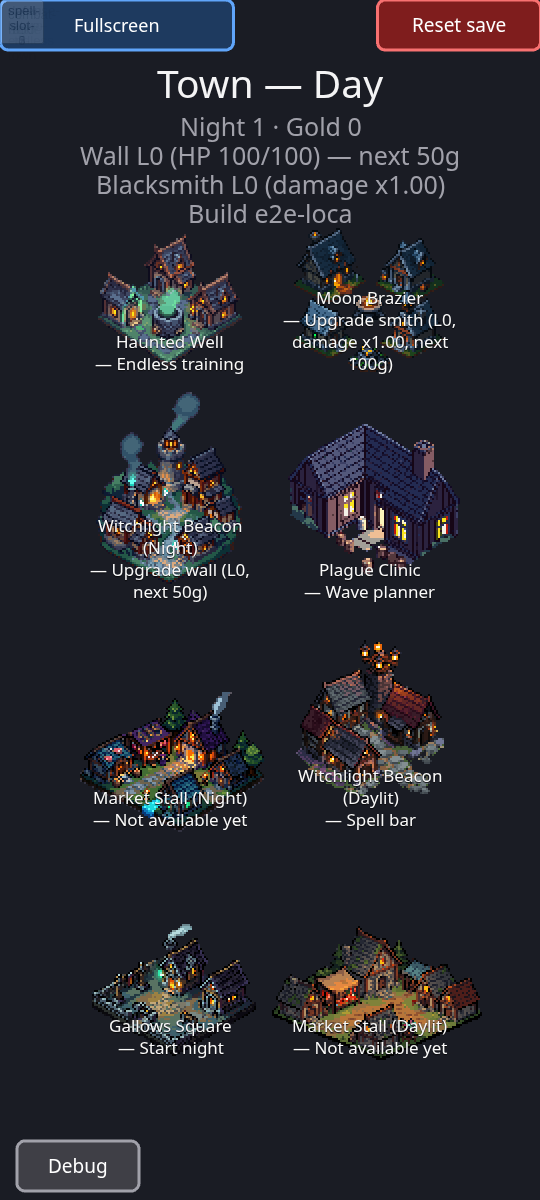 spell-
slot-
Fullscreen
Reset save
Town — Day
Night 1 · Gold 0
Wall L0 (HP 100/100) — next 50g
Blacksmith L0 (damage x1.00)
Build e2e-loca
Haunted Well
— Endless training
Moon Brazier
— Upgrade smith (L0,
damage x1.00, next
100g)
Witchlight Beacon
(Night)
— Upgrade wall (L0,
next 50g)
Plague Clinic
— Wave planner
Market Stall (Night)
— Not available yet
Witchlight Beacon
(Daylit)
— Spell bar
Gallows Square
— Start night
Market Stall (Daylit)
— Not available yet
Debug